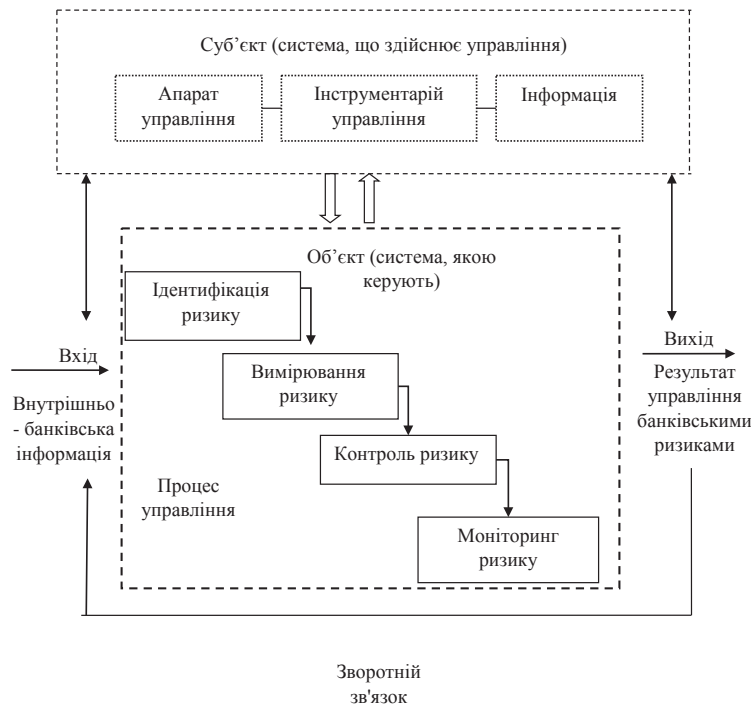 Суб’єкт (система, що здійснює управління)
Апарат
управління
Інструментарій
управління
Інформація
Об’єкт (система, якою
керують)
Ідентифікація
ризику
Вхід
Внутрішньо
- банківська
інформація
Вимірювання
ризику
Контроль ризику
Процес
управління
Моніторинг
ризику
Вихід
Результат
управління
банківськими
ризиками
Зворотній
зв'язок